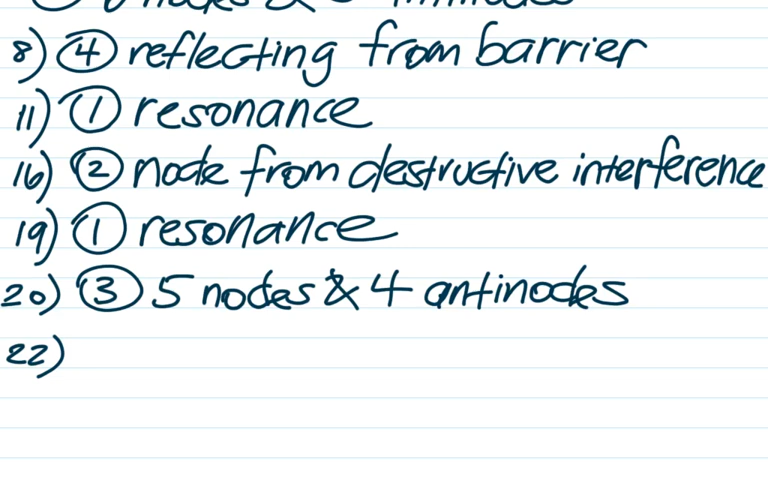 8) ④ reflecting from barrier
11) ① resonance
16) ② node from destructive interference
19) ① resonance
20) ③ 5 nodes & 4 antinodes
22)